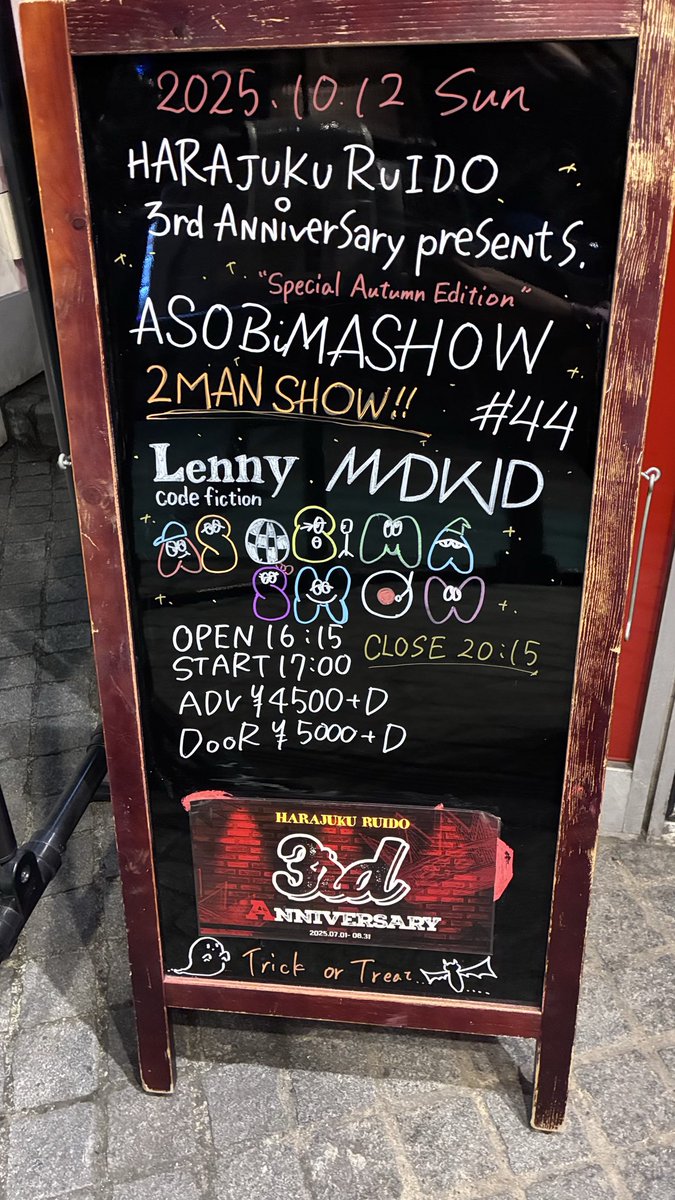 2025.10.12 Sun
HARAJUKU RUIDO
3rd Anniversary presents.
"Special Autumn Edition"
ASOBiMASHOW
2MAN SHOW!!
#44
Lenny code fiction
MADKID
ASOBiMA
SHOW
OPEN 16:15
START 17:00
CLOSE 20:15
ADV ¥4500+D
DooR ¥5000+D
HARAJUKU RUIDO
3rd
ANNIVERSARY
2025.07.01- 08.31
Trick or Treat....